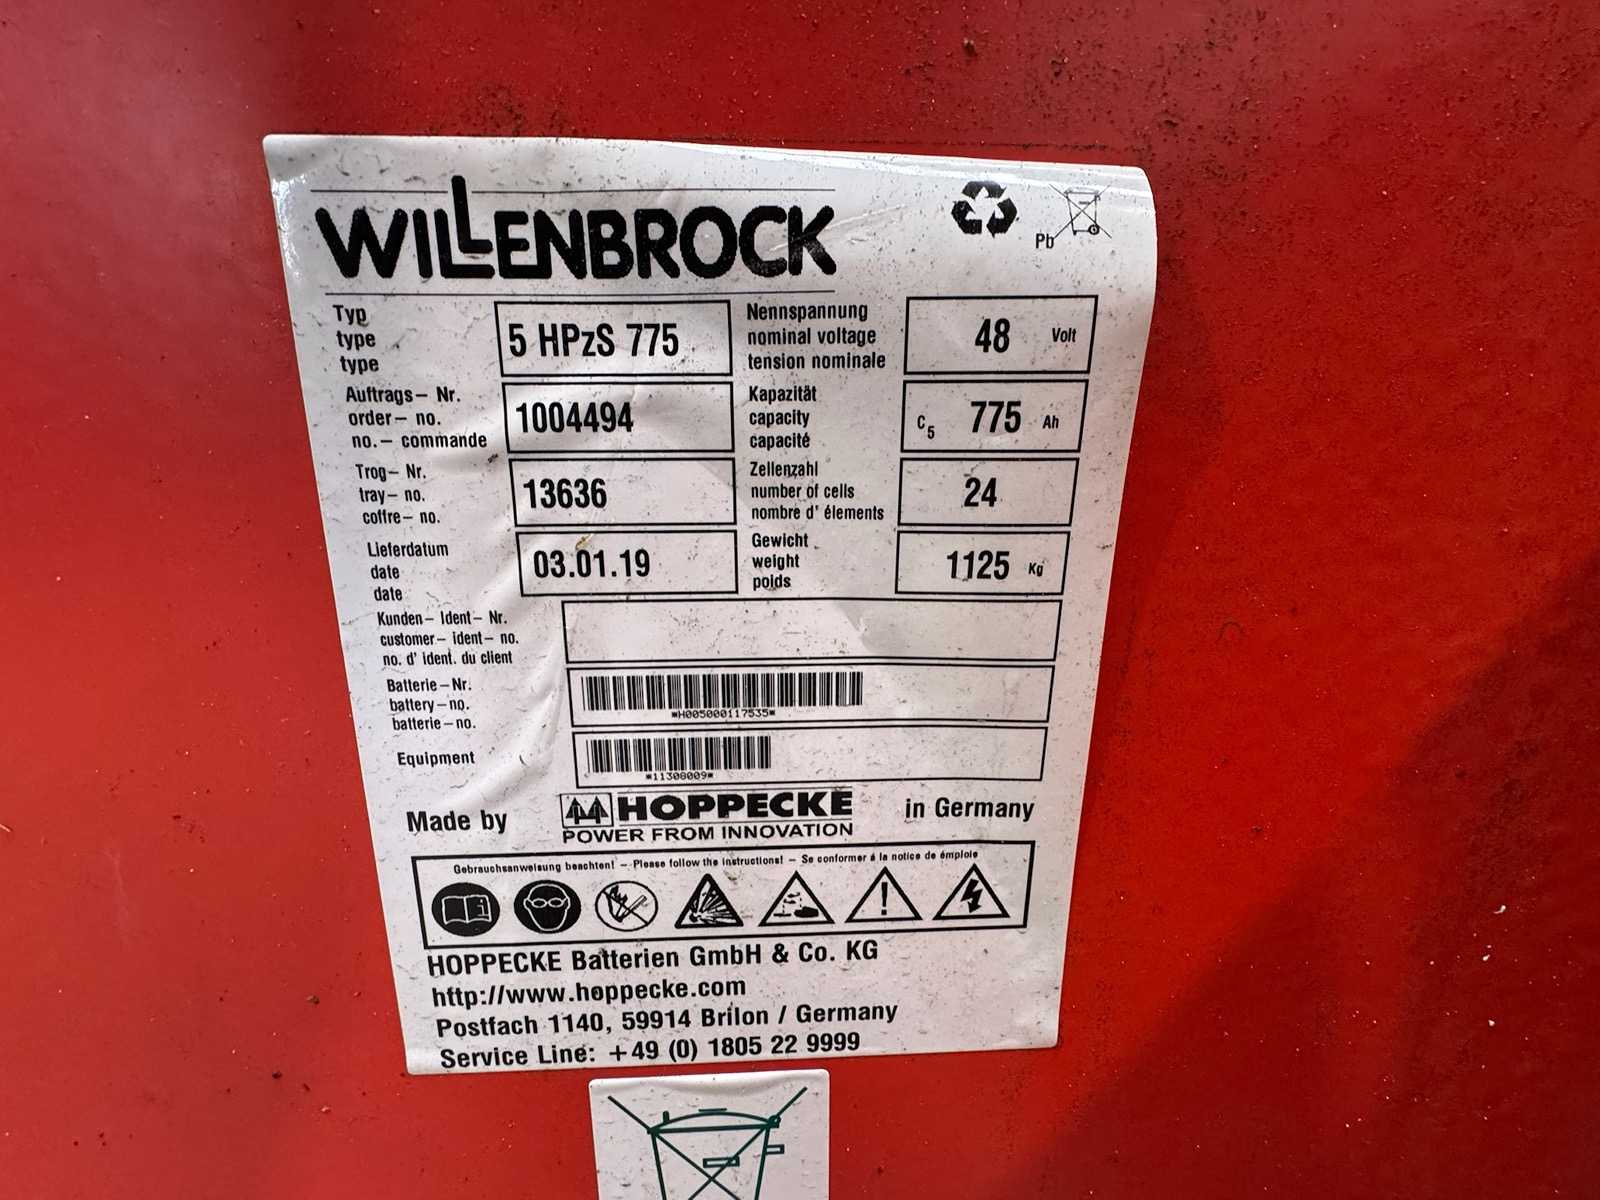 WILLENBROCK
Pb
Typ
type
type
5 HPzS 775
Nennspannung
nominal voltage
tension nominale
48 Volt
Auftrags– Nr.
order– no.
no.– commande
1004494
Kapazität
capacity
capacité
C5 775 Ah
Trog– Nr.
tray– no.
coffre– no.
13636
Zellenzahl
number of cells
nombre d' élements
24
Lieferdatum
date
date
03.01.19
Gewicht
weight
poids
1125 Kg
Kunden– Ident– Nr.
customer– ident– no.
no. d' ident. du client
Batterie–Nr.
battery–no.
batterie–no.
*H005000117535*
Equipment
*11308009*
Made by HOPPECKE in Germany
POWER FROM INNOVATION
Gebrauchsanweisung beachten! – Please follow the instructions! – Se conformer á la notice de émploie
HOPPECKE Batterien GmbH & Co. KG
http://www.hoppecke.com
Postfach 1140, 59914 Brilon / Germany
Service Line: +49 (0) 1805 22 9999